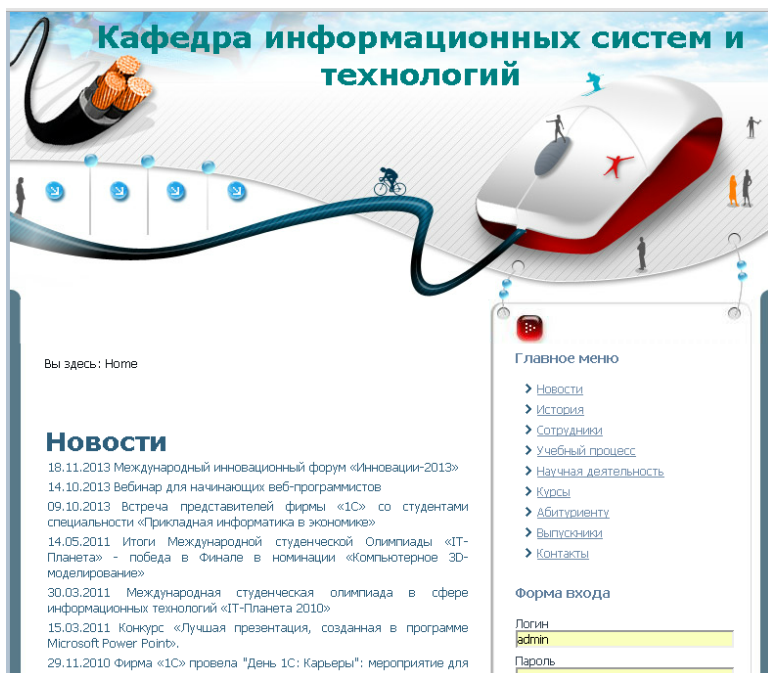 Кафедра информационных систем и
технологий
Вы здесь: Home
Новости
18.11.2013 Международный инновационный форум «Инновации-2013»
14.10.2013 Вебинар для начинающих веб-программистов
09.10.2013 Встреча представителей фирмы «1С» со студентами
специальности «Прикладная информатика в экономике»
14.05.2011 Итоги Международной студенческой Олимпиады «IT-
Планета» - победа в Финале в номинации «Компьютерное 3D-
моделирование»
30.03.2011 Международная студенческая олимпиада в сфере
информационных технологий «IT-Планета 2010»
15.03.2011 Конкурс «Лучшая презентация, созданная в программе
Microsoft Power Point».
29.11.2010 Фирма «1С» провела "День 1С: Карьеры": мероприятие для
Главное меню
Новости
История
Сотрудники
Учебный процесс
Научная деятельность
Курсы
Абитуриенту
Выпускники
Контакты
Форма входа
Логин
admin
Пароль